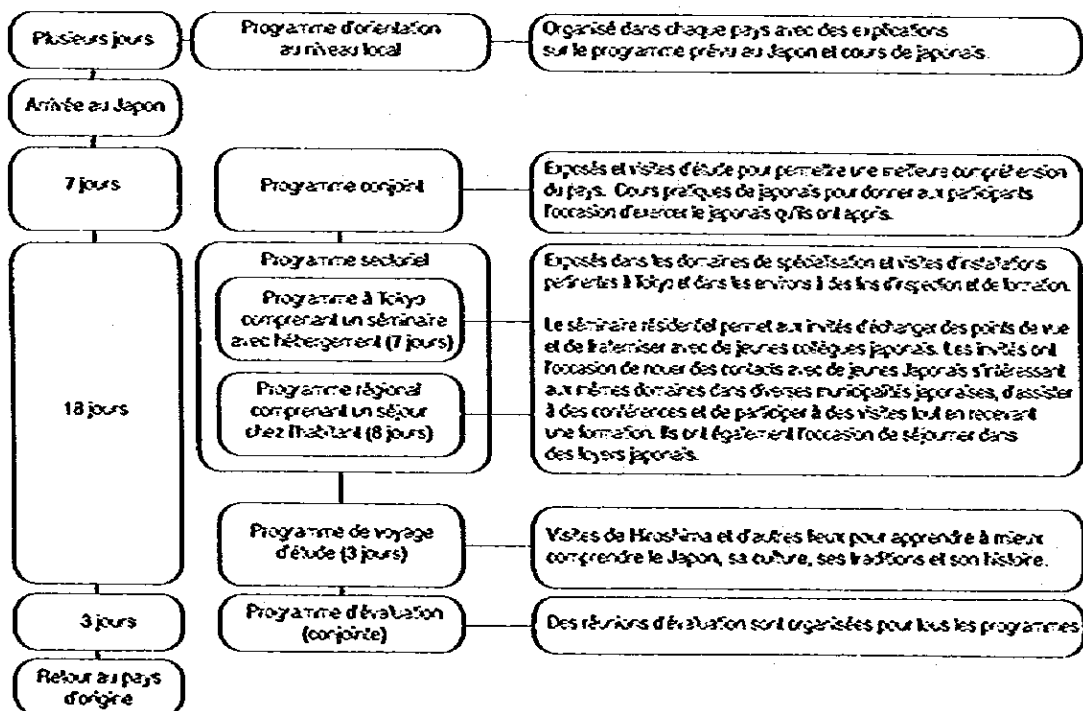 Plusieurs jours
Programme d'orientation
au niveau local
Organisé dans chaque pays avec des explications
sur le programme prévu au Japon et cours de japonais.
Arrivée au Japon
7 jours
Programme conjoint
Exposés et visites d'étude pour permettre une meilleure compréhension
du pays. Cours pratiques de japonais pour donner aux participants
l'occasion d'exercer le japonais qu'ils ont appris.
18 jours
Programme sectoriel
Programme à Tokyo
comprenant un séminaire
avec hébergement (7 jours)
Programme régional
comprenant un séjour
chez l'habitant (8 jours)
Exposés dans les domaines de spécialisation et visites d'installations
pertinentes à Tokyo et dans les environs à des fins d'inspection et de formation.
Le séminaire résidentiel permet aux invités d'échanger des points de vue
et de fraterniser avec de jeunes collègues japonais. Les invités ont
l'occasion de nouer des contacts avec de jeunes Japonais s'intéressant
aux mêmes domaines dans diverses municipalités japonaises, d'assister
à des conférences et de participer à des visites tout en recevant
une formation. Ils ont également l'occasion de séjourner dans
des foyers japonais.
Programme de voyage
d'étude (3 jours)
Visites de Hiroshima et d'autres lieux pour apprendre à mieux
comprendre le Japon, sa culture, ses traditions et son histoire.
3 jours
Programme d'évaluation
(conjointe)
Des réunions d'évaluation sont organisées pour tous les programmes
Retour au pays
d'origine